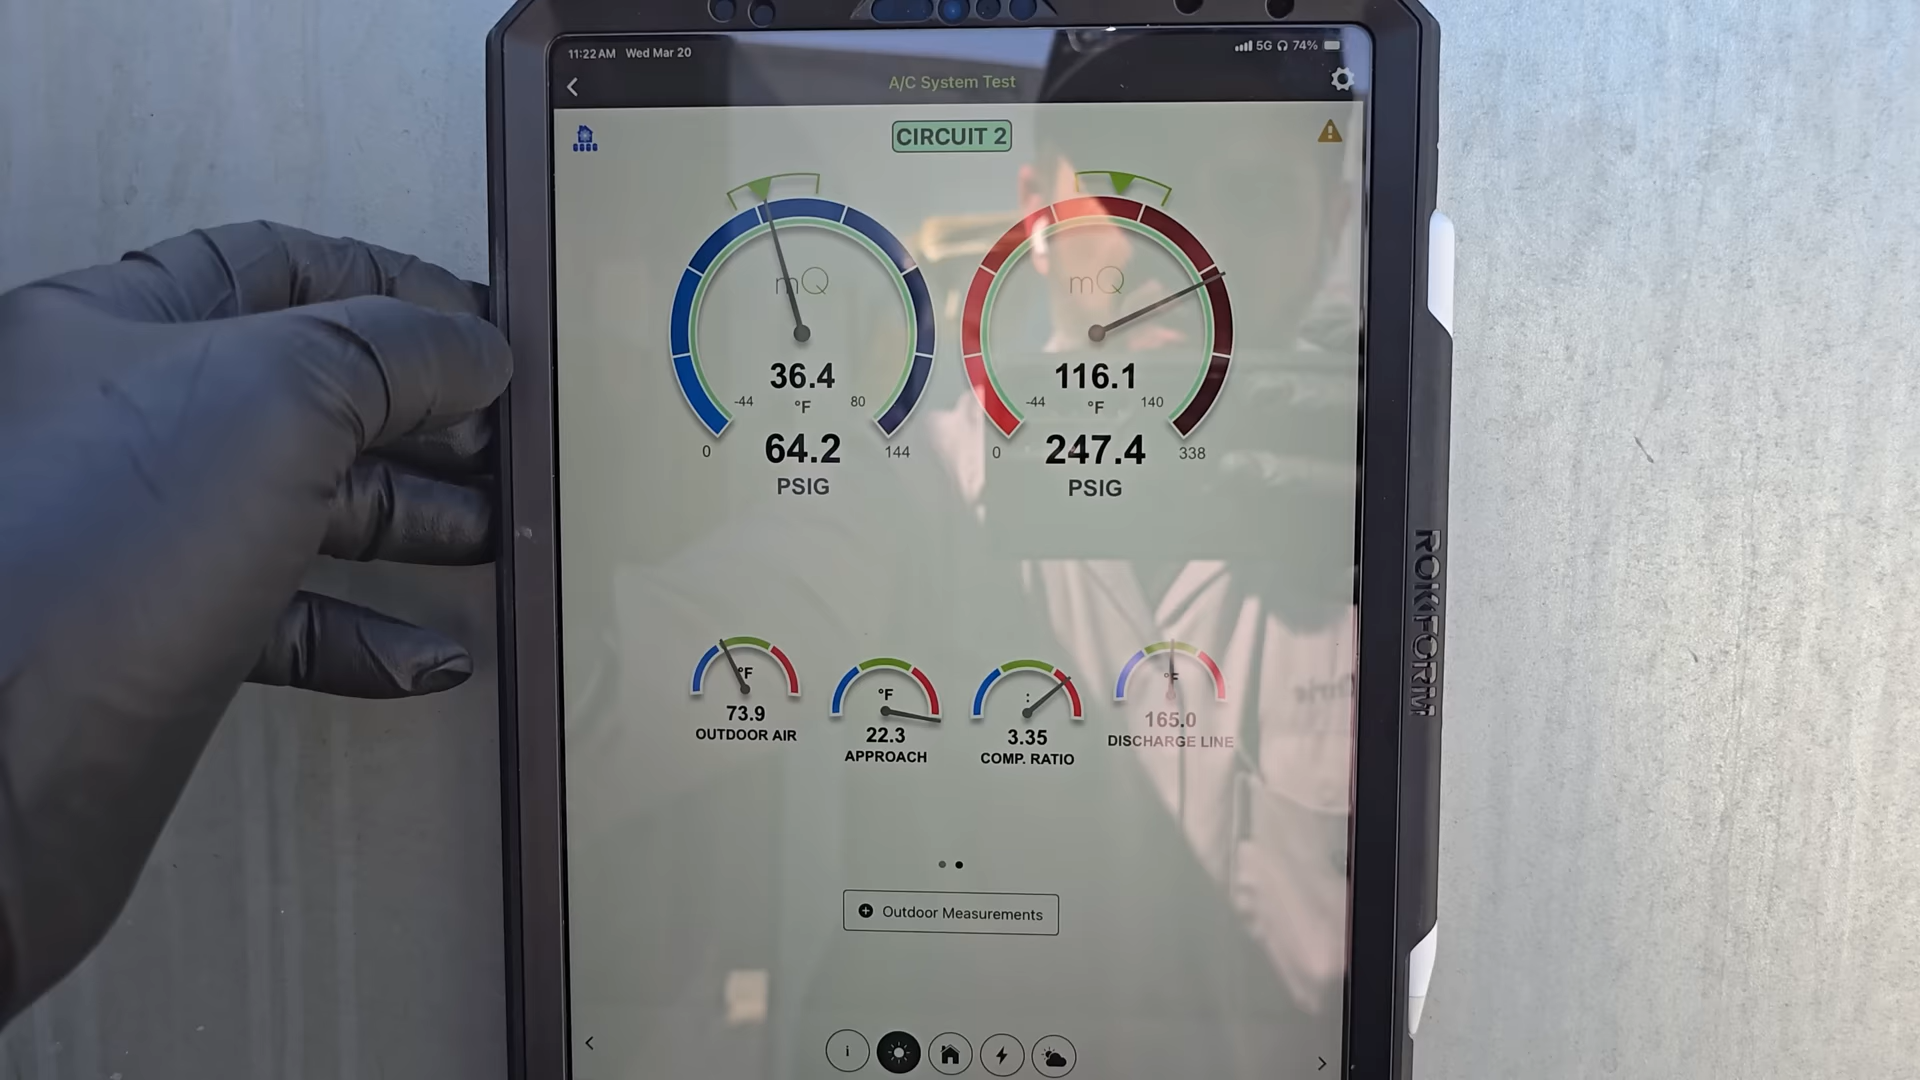 11:22 AM Wed Mar 20
5G 74%
A/C System Test
CIRCUIT 2
mQ
mQ
36.4
116.1
-44 °F 80
-44 °F 140
0 64.2 144
0 247.4 338
PSIG
PSIG
°F
°F
:
°F
73.9
22.3
3.35
165.0
OUTDOOR AIR
APPROACH
COMP. RATIO
DISCHARGE LINE
Outdoor Measurements
i
ROKFORM